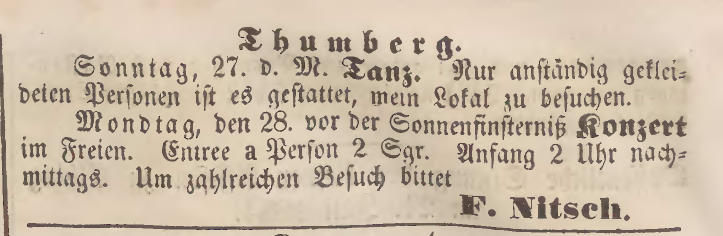 Thumberg.
Sonntag, 27. d. M. Tanz. Nur anständig geklei-
deten Personen ist es gestattet, mein Lokal zu besuchen.
Mondtag, den 28. vor der Sonnenfinsterniß Konzert
im Freien. Entree a Person 2 Sgr. Anfang 2 Uhr nach-
mittags. Um zahlreichen Besuch bittet
F. Nitsch.